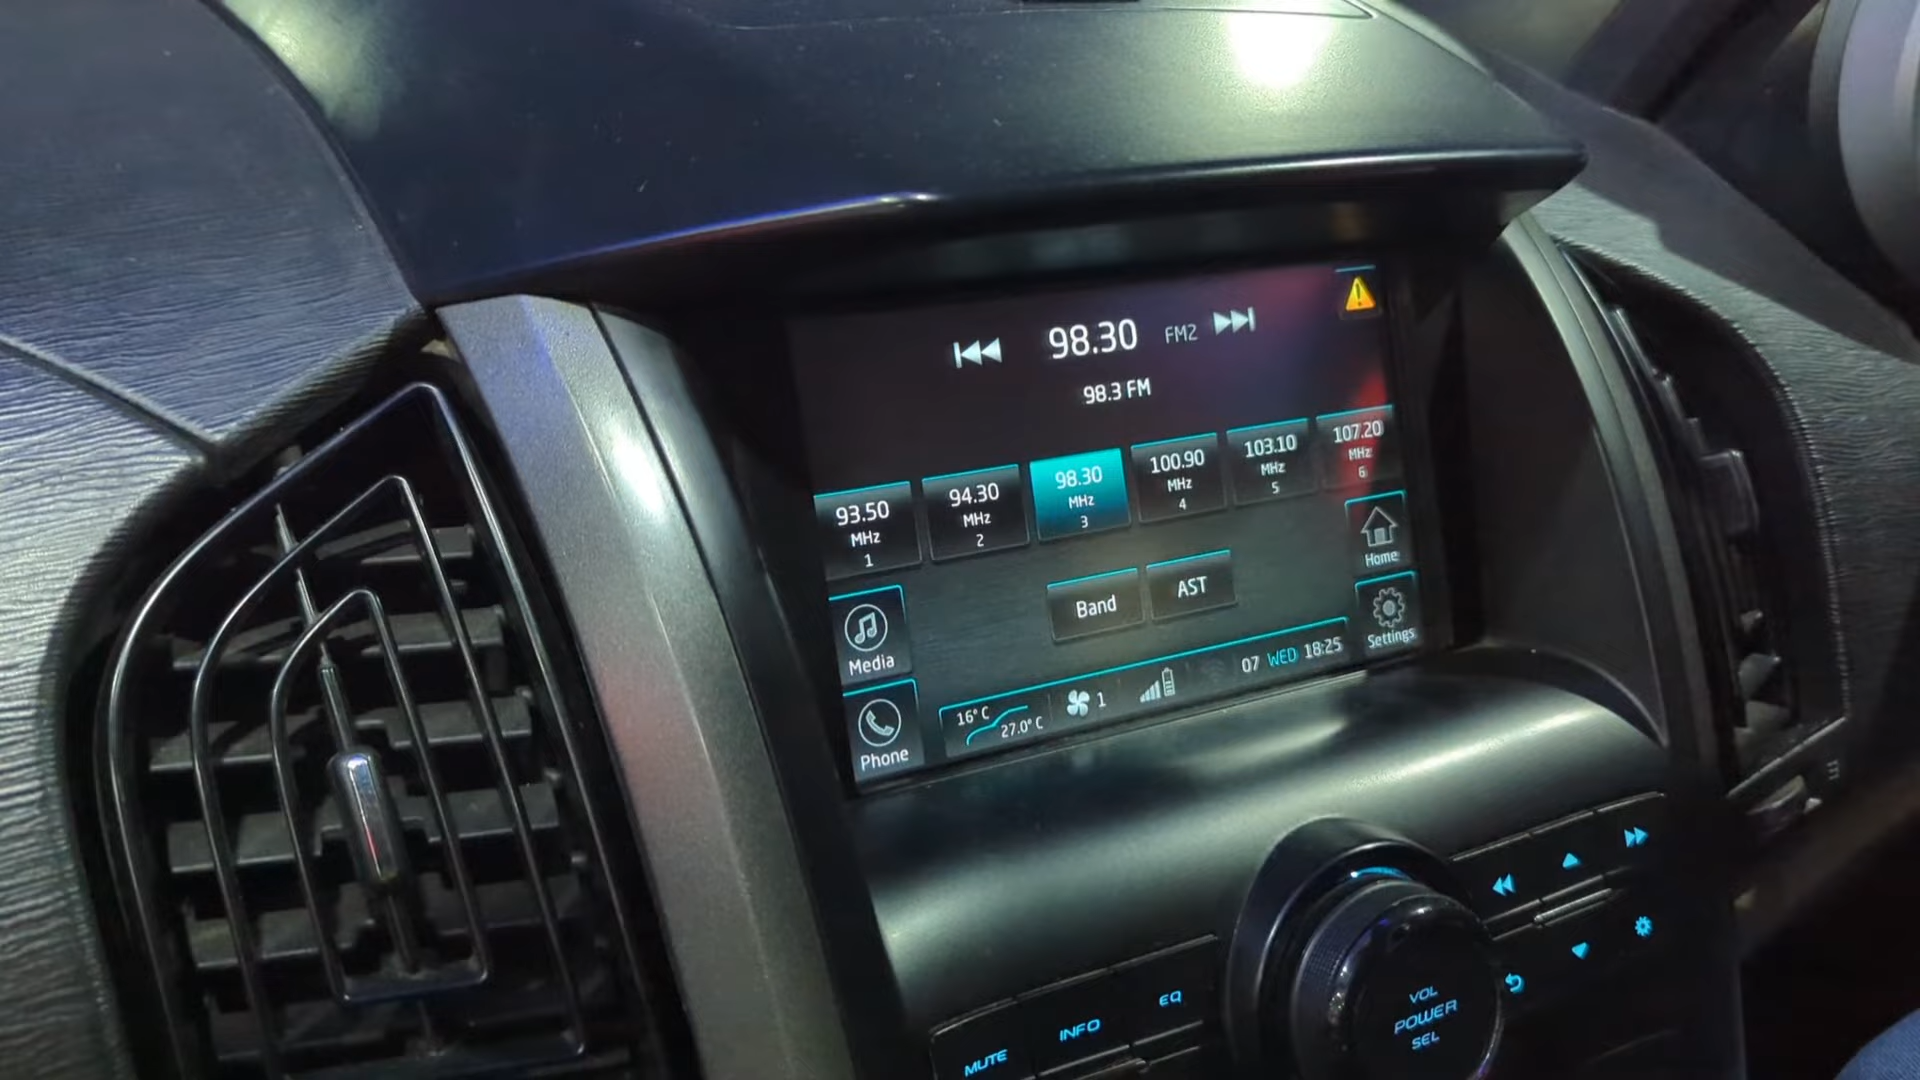 98.30 FM2
98.3 FM
93.50 MHz 1
94.30 MHz 2
98.30 MHz 3
100.90 MHz 4
103.10 MHz 5
107.20 MHz 6
Home
Band
AST
Settings
Media
Phone
16° C
27.0° C
1
07 WED 18:25
MUTE
INFO
EQ
VOL
POWER
SEL